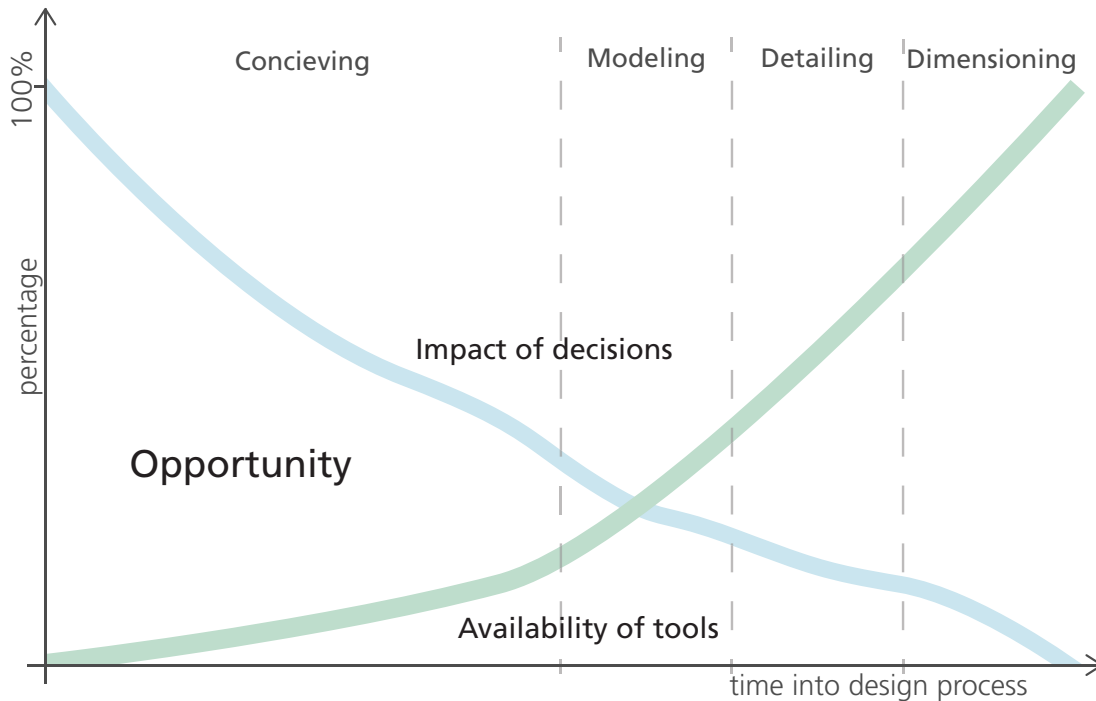 Concieving
Modeling
Detailing
Dimensioning
100%
percentage
Impact of decisions
Opportunity
Availability of tools
time into design process